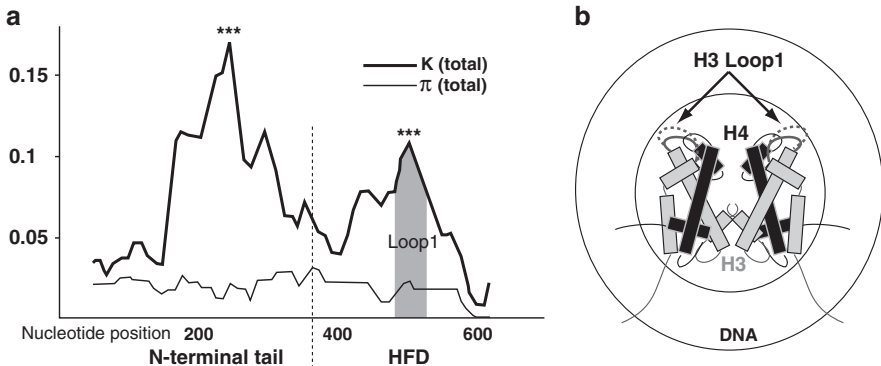 a
***
0.15
0.1
0.05
K (total)
π (total)
***
Loop1
Nucleotide position 200 400 600
N-terminal tail HFD
b
H3 Loop1
H4
H3
DNA